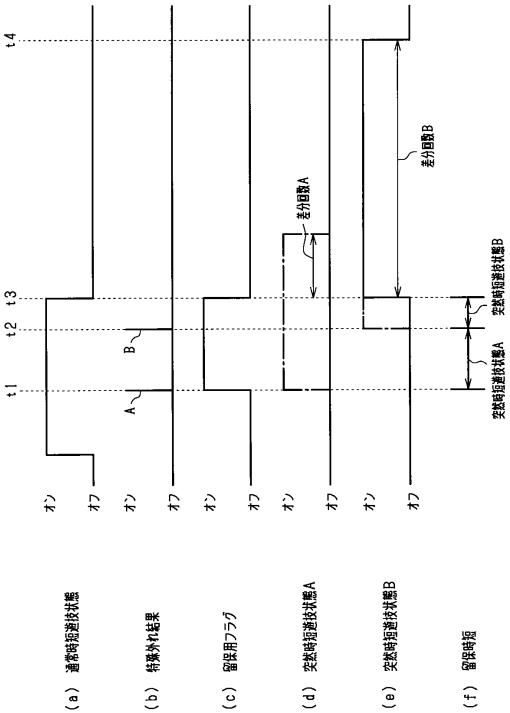 t1
t2
t3
t4
(a) 通常時短遊技状態
オン
オフ
(b) 特殊外れ結果
オン
オフ
A
B
(c) 留保用フラグ
オン
オフ
(d) 突然時短遊技状態A
オン
オフ
差分回数A
(e) 突然時短遊技状態B
オン
オフ
差分回数B
(f) 留保時短
突然時短遊技状態A
突然時短遊技状態B